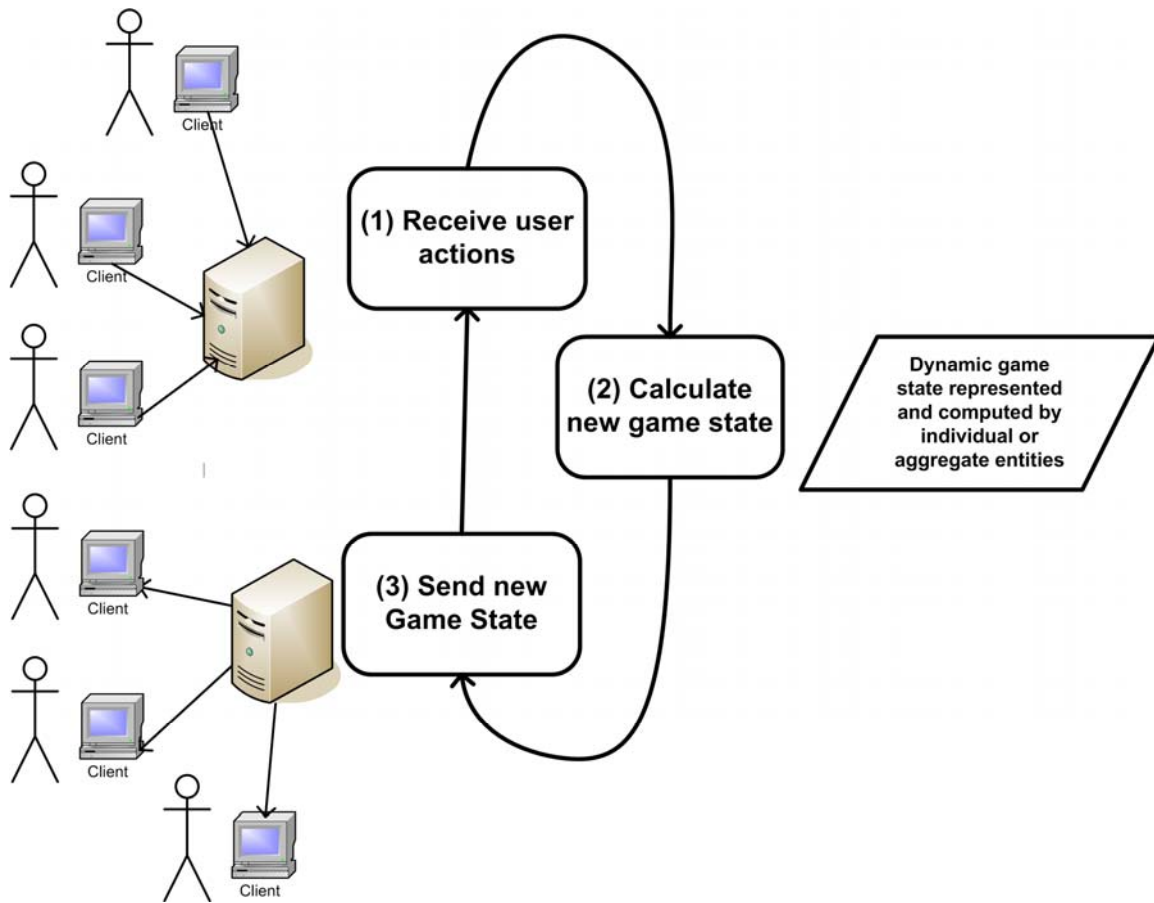 Client
Client
Client
(1) Receive user
actions
(2) Calculate
new game state
Dynamic game
state represented
and computed by
individual or
aggregate entities
(3) Send new
Game State
Client
Client
Client